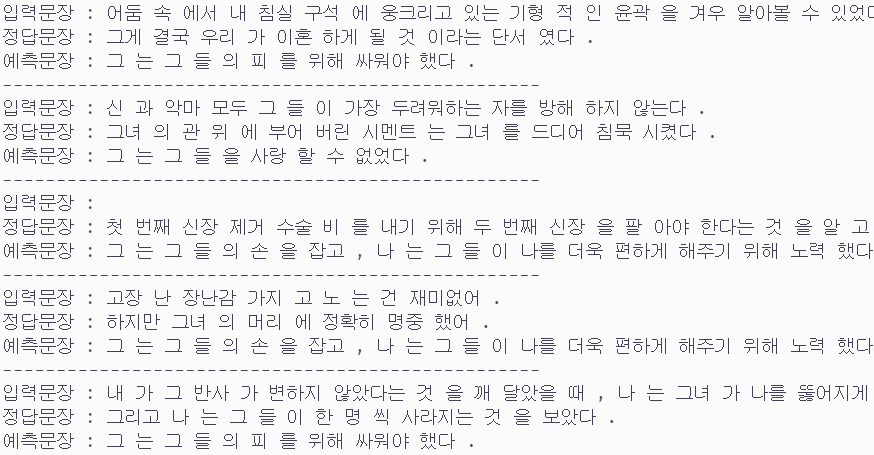 입력문장 : 어둠 속 에서 내 침실 구석 에 웅크리고 있는 기형 적 인 윤곽 을 겨우 알아볼 수 있었
정답문장 : 그게 결국 우리 가 이혼 하게 될 것 이라는 단서 였다 .
예측문장 : 그 는 그 들 의 피 를 위해 싸워야 했다 .
--------------------------------------------------
입력문장 : 신 과 악마 모두 그 들 이 가장 두려워하는 자를 방해 하지 않는다 .
정답문장 : 그녀 의 관 위 에 부어 버린 시멘트 는 그녀 를 드디어 침묵 시켰다 .
예측문장 : 그 는 그 들 을 사랑 할 수 없었다 .
--------------------------------------------------
입력문장 :
정답문장 : 첫 번째 신장 제거 수술 비 를 내기 위해 두 번째 신장 을 팔 아야 한다는 것 을 알 고
예측문장 : 그 는 그 들 의 손 을 잡고 , 나 는 그 들 이 나를 더욱 편하게 해주기 위해 노력 했다
--------------------------------------------------
입력문장 : 고장 난 장난감 가지 고 노 는 건 재미없어 .
정답문장 : 하지만 그녀 의 머리 에 정확히 명중 했어 .
예측문장 : 그 는 그 들 의 손 을 잡고 , 나 는 그 들 이 나를 더욱 편하게 해주기 위해 노력 했다
--------------------------------------------------
입력문장 : 내 가 그 반사 가 변하지 않았다는 것 을 깨 달았을 때 , 나 는 그녀 가 나를 뚫어지게
정답문장 : 그리고 나 는 그 들 이 한 명 씩 사라지는 것 을 보았다 .
예측문장 : 그 는 그 들 의 피 를 위해 싸워야 했다 .